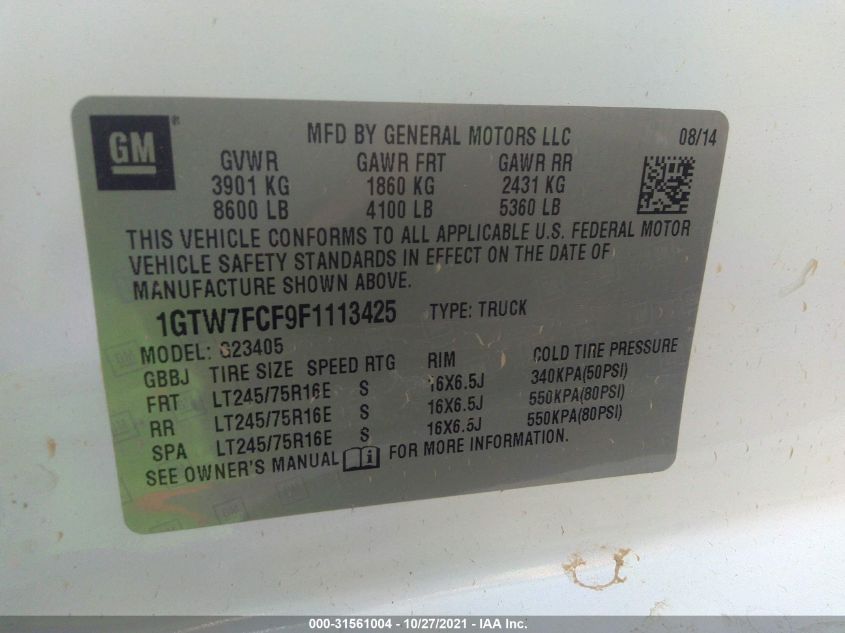 GM ®
MFD BY GENERAL MOTORS LLC 08/14
GVWR GAWR FRT GAWR RR
3901 KG 1860 KG 2431 KG
8600 LB 4100 LB 5360 LB
THIS VEHICLE CONFORMS TO ALL APPLICABLE U.S. FEDERAL MOTOR
VEHICLE SAFETY STANDARDS IN EFFECT ON THE DATE OF
MANUFACTURE SHOWN ABOVE.
1GTW7FCF9F1113425 TYPE: TRUCK
MODEL: G23405
GBBJ TIRE SIZE SPEED RTG RIM COLD TIRE PRESSURE
FRT LT245/75R16E S 16X6.5J 340KPA(50PSI)
RR LT245/75R16E S 16X6.5J 550KPA(80PSI)
SPA LT245/75R16E S 16X6.5J 550KPA(80PSI)
SEE OWNER'S MANUAL FOR MORE INFORMATION.
000-31561004 | 10/27/2021 - IAA Inc.